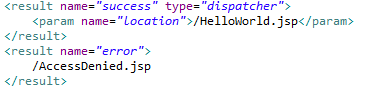 <result name="success" type="dispatcher">
    <param name="location">/HelloWorld.jsp</param>
</result>
<result name="error">
    /AccessDenied.jsp
</result>